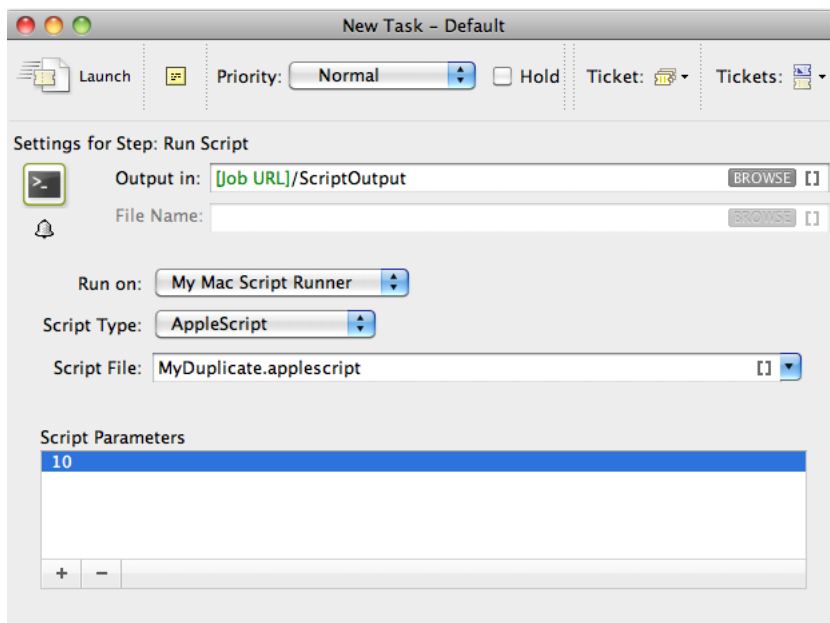 New Task – Default
Launch Priority: Normal Hold Ticket: Tickets:
Settings for Step: Run Script
Output in: [Job URL]/ScriptOutput BROWSE []
File Name: BROWSE []
Run on: My Mac Script Runner
Script Type: AppleScript
Script File: MyDuplicate.applescript []
Script Parameters
10
+ −